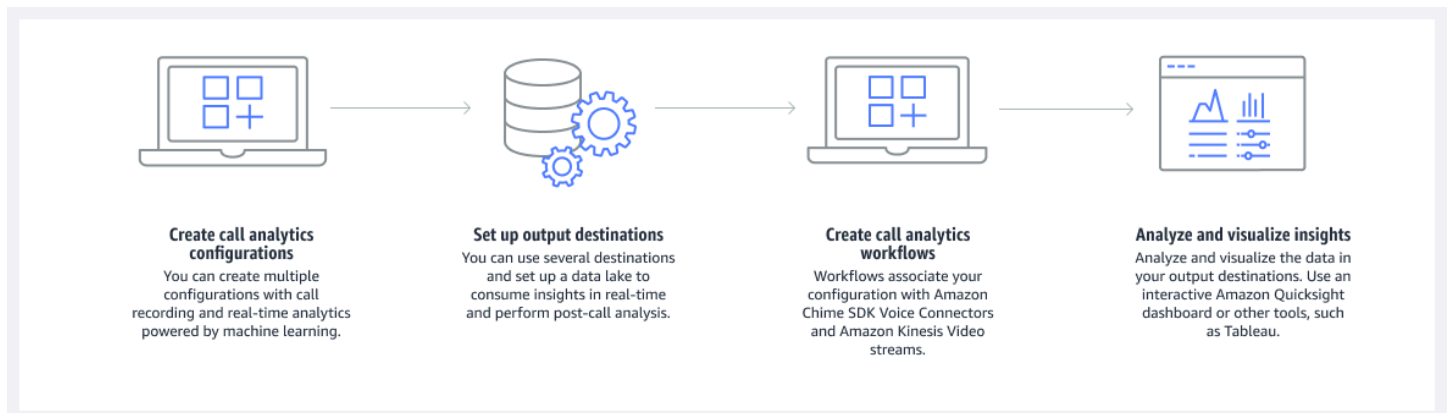 Create call analytics
configurations
You can create multiple
configurations with call
recording and real-time analytics
powered by machine learning.
Set up output destinations
You can use several destinations
and set up a data lake to
consume insights in real-time
and perform post-call analysis.
Create call analytics
workflows
Workflows associate your
configuration with Amazon
Chime SDK Voice Connectors
and Amazon Kinesis Video
streams.
Analyze and visualize insights
Analyze and visualize the data in
your output destinations. Use an
interactive Amazon Quicksight
dashboard or other tools, such
as Tableau.